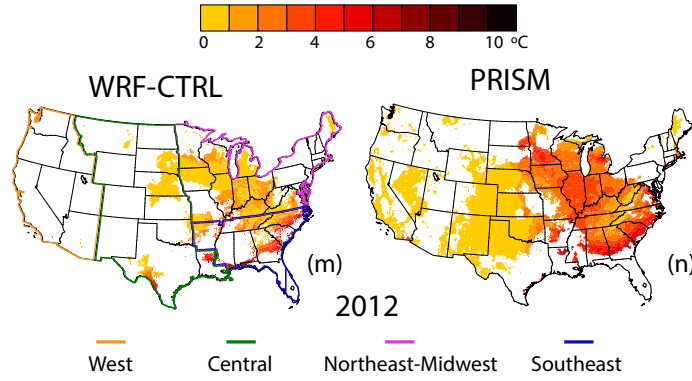 0 2 4 6 8 10 ºC
WRF-CTRL PRISM
(m) (n)
2012
West Central Northeast-Midwest Southeast